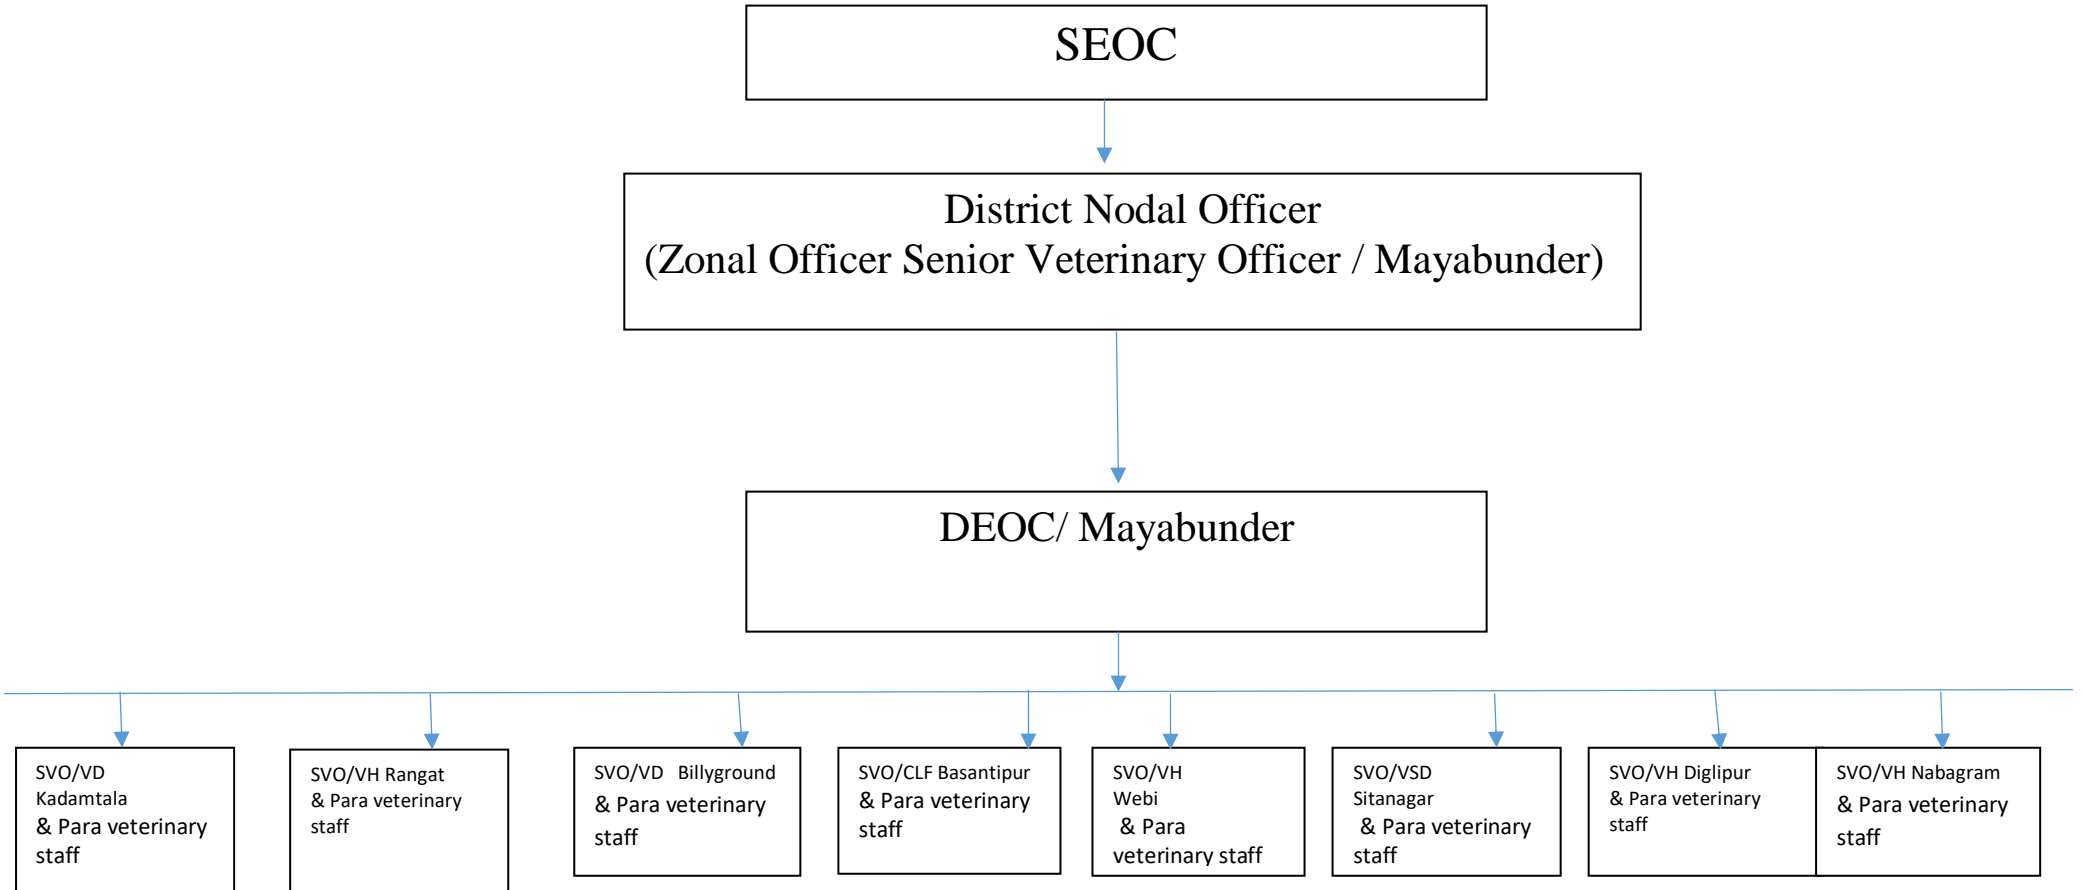 SEOC
District Nodal Officer
(Zonal Officer Senior Veterinary Officer / Mayabunder)
DEOC/ Mayabunder
SVO/VD
Kadamtala
& Para veterinary
staff
SVO/VH Rangat
& Para veterinary
staff
SVO/VD Billyground
& Para veterinary
staff
SVO/CLF Basantipur
& Para veterinary
staff
SVO/VH
Webi
& Para
veterinary staff
SVO/VSD
Sitanagar
& Para veterinary
staff
SVO/VH Diglipur
& Para veterinary
staff
SVO/VH Nabagram
& Para veterinary
staff